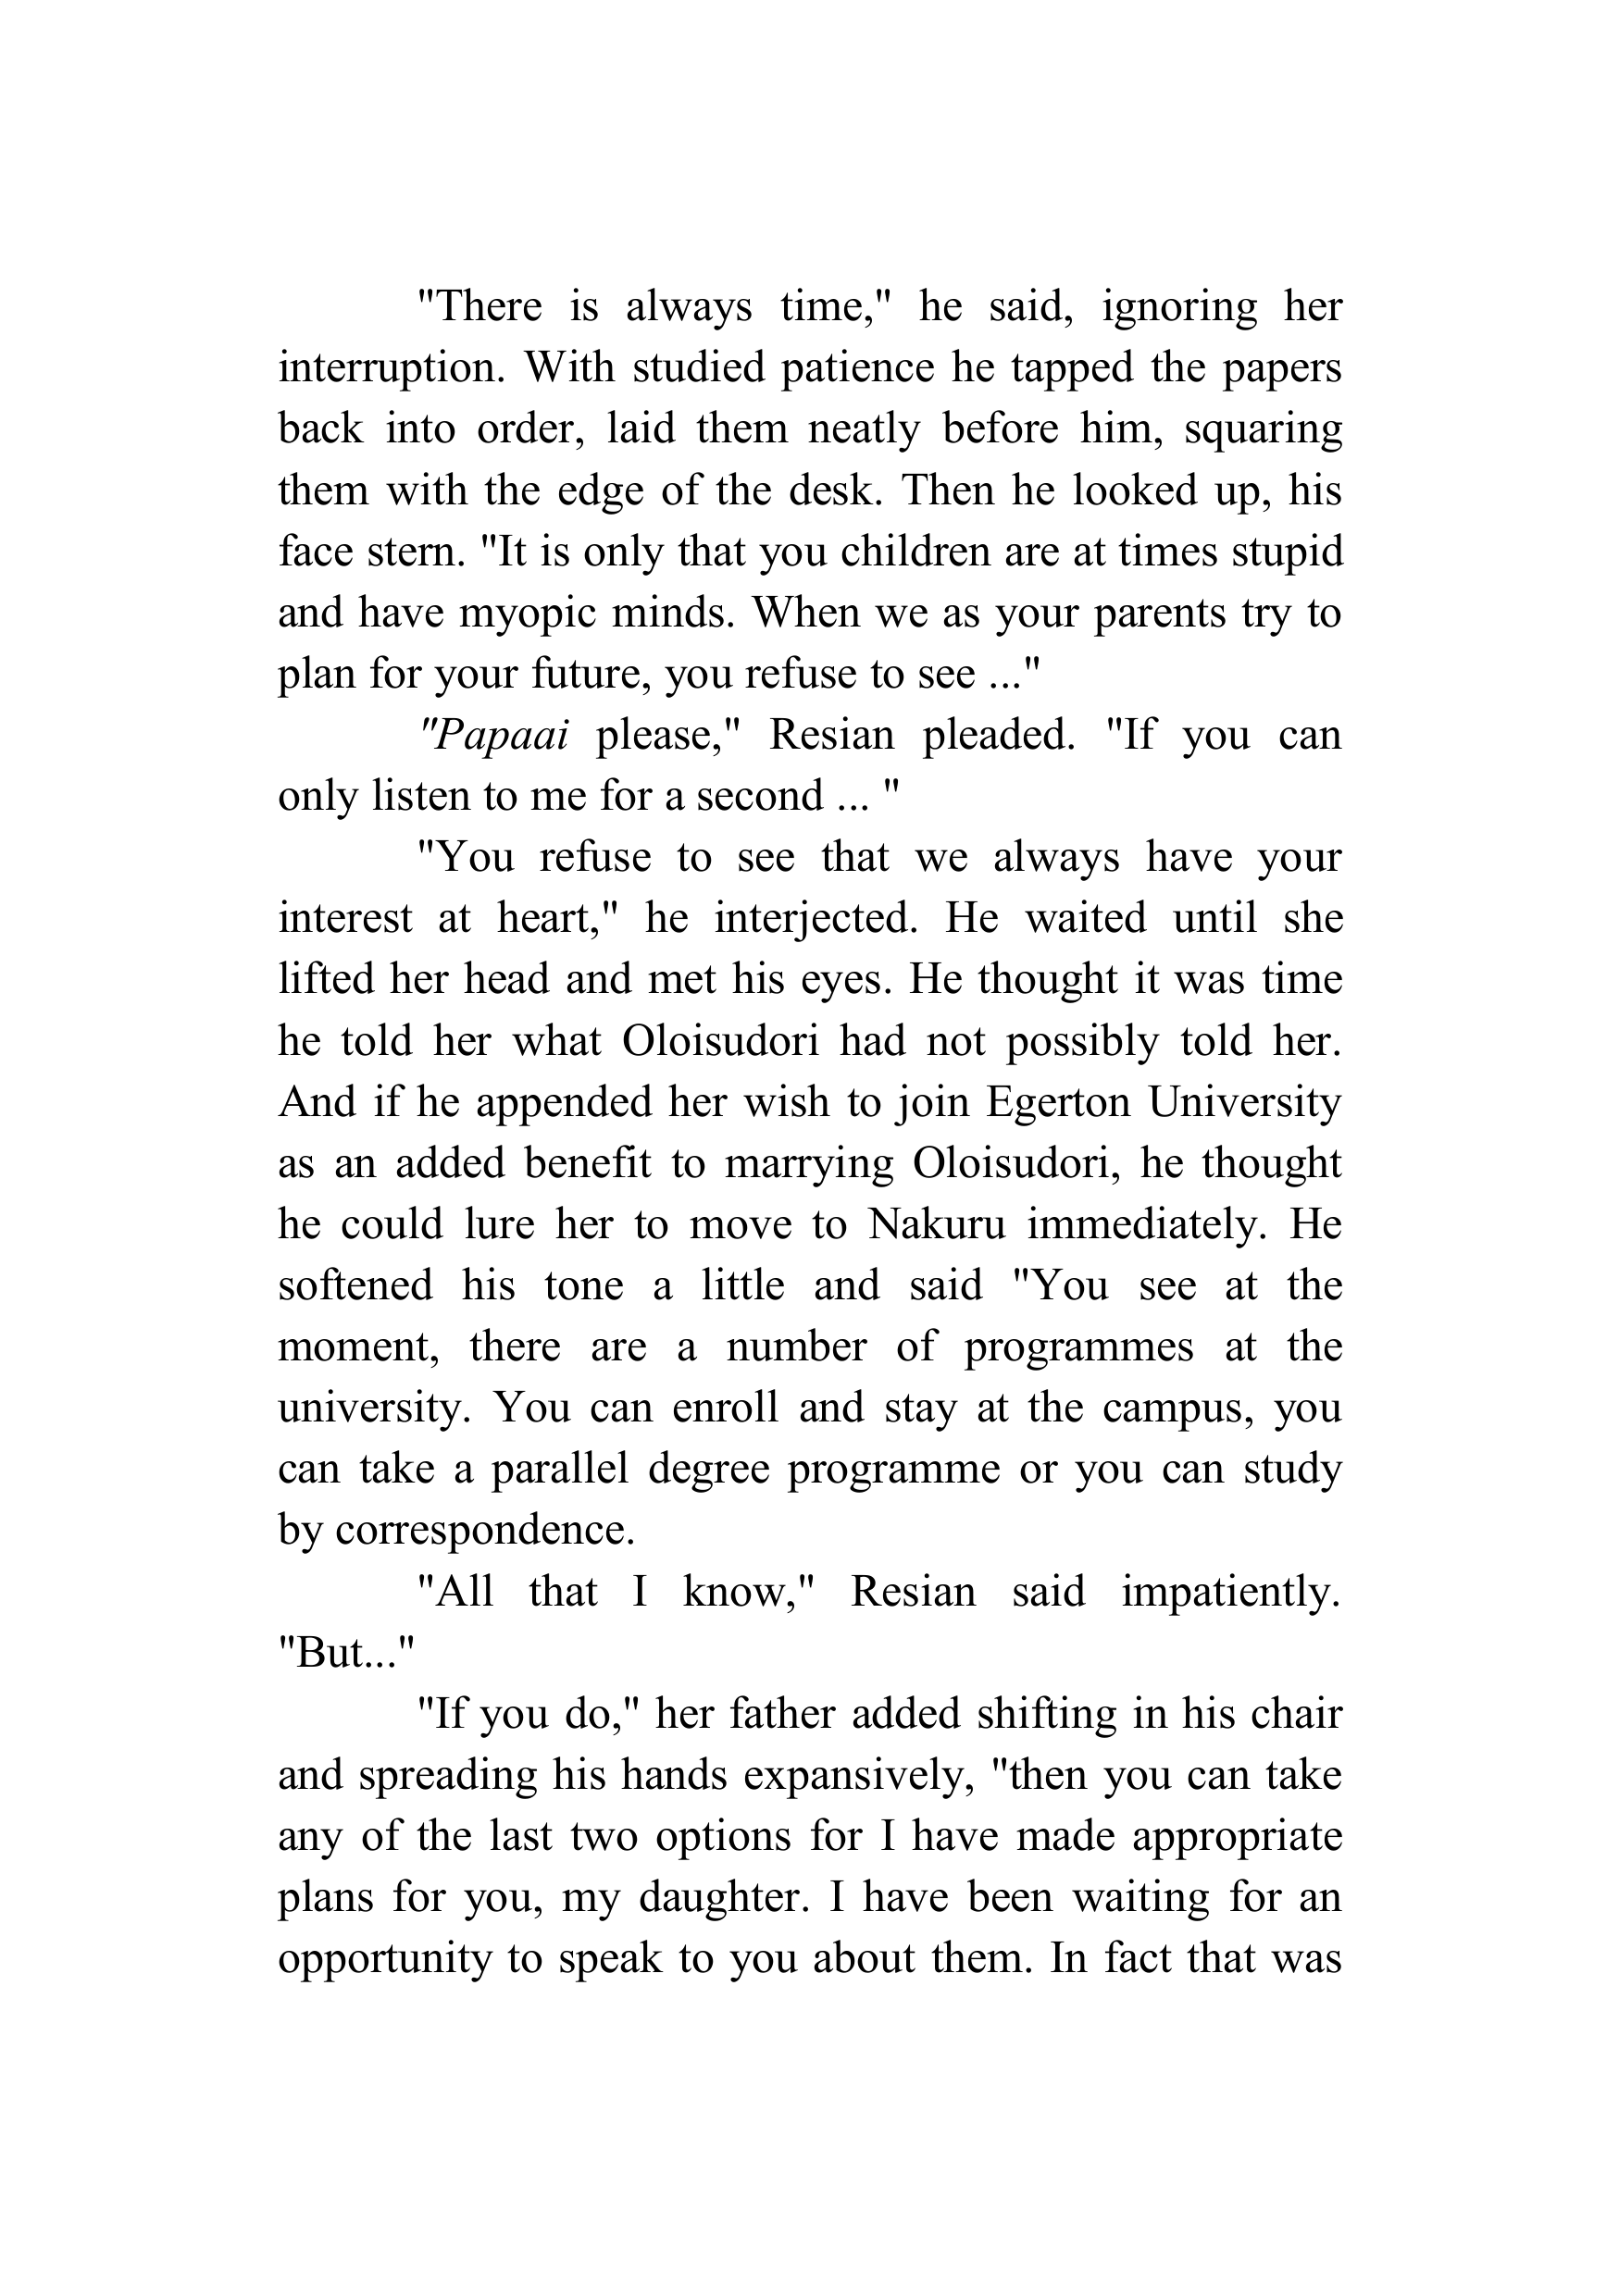 "There is always time," he said, ignoring her
interruption. With studied patience he tapped the papers
back into order, laid them neatly before him, squaring
them with the edge of the desk. Then he looked up, his
face stern. "It is only that you children are at times stupid
and have myopic minds. When we as your parents try to
plan for your future, you refuse to see ..."
"Papaai please," Resian pleaded. "If you can
only listen to me for a second ... "
"You refuse to see that we always have your
interest at heart," he interjected. He waited until she
lifted her head and met his eyes. He thought it was time
he told her what Oloisudori had not possibly told her.
And if he appended her wish to join Egerton University
as an added benefit to marrying Oloisudori, he thought
he could lure her to move to Nakuru immediately. He
softened his tone a little and said "You see at the
moment, there are a number of programmes at the
university. You can enroll and stay at the campus, you
can take a parallel degree programme or you can study
by correspondence.
"All that I know," Resian said impatiently.
"But..."
"If you do," her father added shifting in his chair
and spreading his hands expansively, "then you can take
any of the last two options for I have made appropriate
plans for you, my daughter. I have been waiting for an
opportunity to speak to you about them. In fact that was